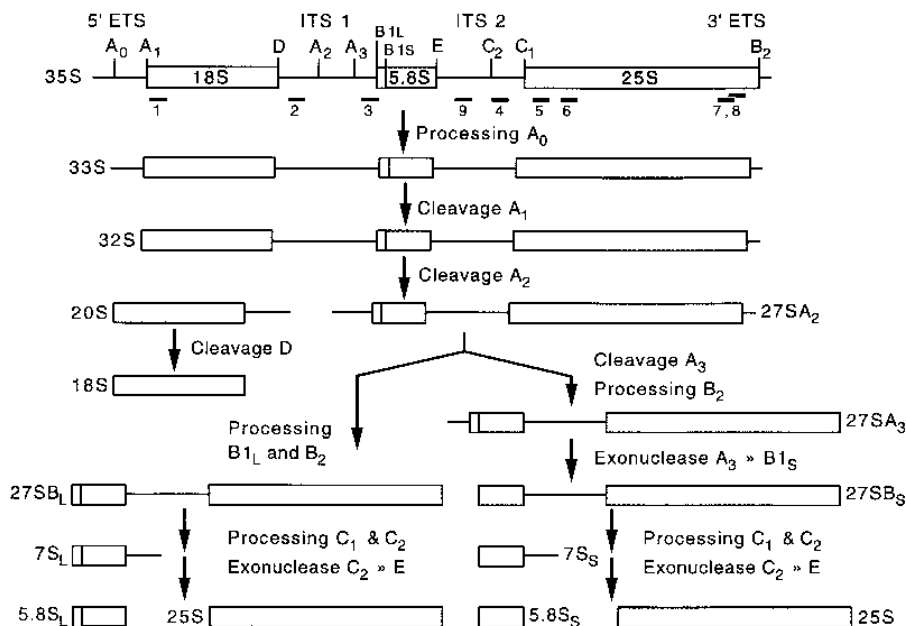 5' ETS ITS 1 ITS 2 3' ETS
A₀ A₁ D A₂ A₃ B1L B1S E C₂ C₁ B₂
35S 18S 5.8S 25S
1 2 3 9 4 5 6 7,8
Processing A₀
33S
Cleavage A₁
32S
Cleavage A₂
20S 27SA₂
Cleavage D
18S
Cleavage A₃
Processing B₂
27SA₃
Processing
B1L and B₂
Exonuclease A₃ » B1S
27SBL 27SBS
Processing C₁ & C₂ Processing C₁ & C₂
7SL 7SS
Exonuclease C₂ » E Exonuclease C₂ » E
5.8SL 25S 5.8SS 25S